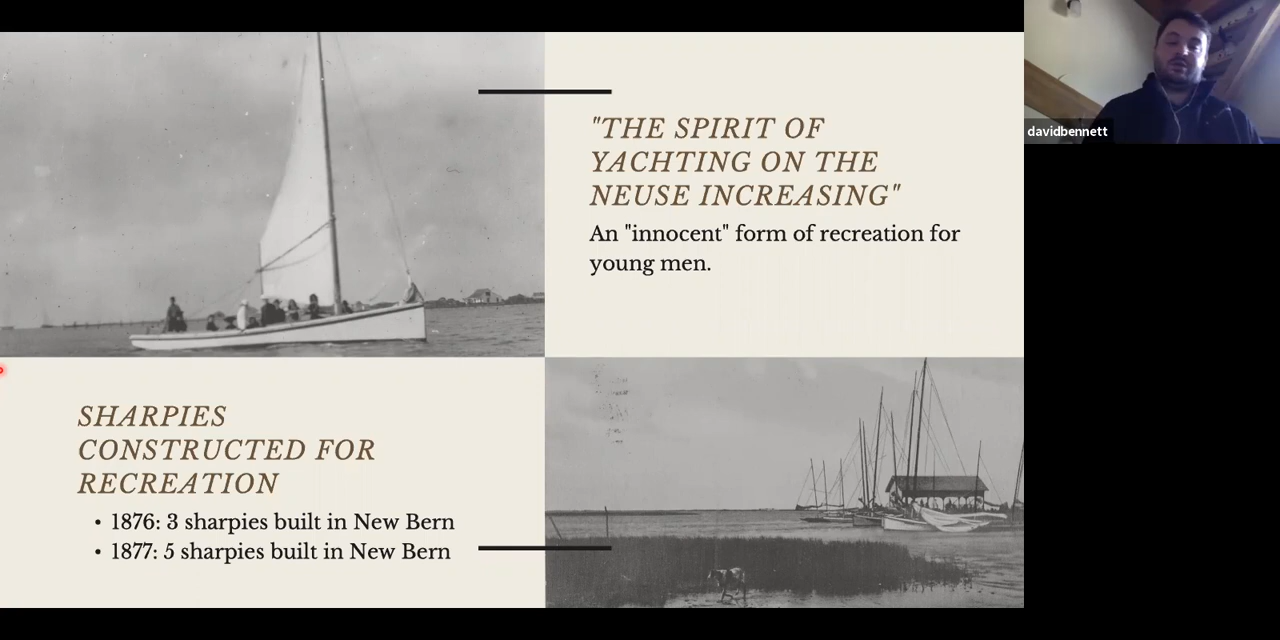 "THE SPIRIT OF
YACHTING ON THE
NEUSE INCREASING"
An "innocent" form of recreation for
young men.
SHARPIES
CONSTRUCTED FOR
RECREATION
• 1876: 3 sharpies built in New Bern
• 1877: 5 sharpies built in New Bern
davidbennett